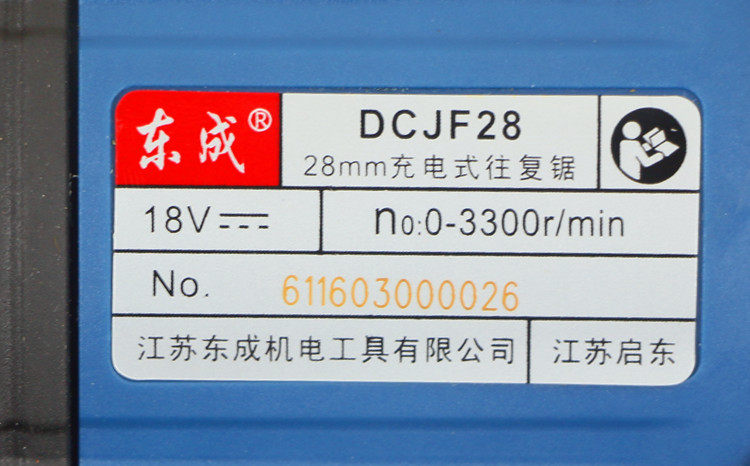 东成®
DCJF28
28mm充电式往复锯
18V
n0:0-3300r/min
No. 611603000026
江苏东成机电工具有限公司
江苏启东